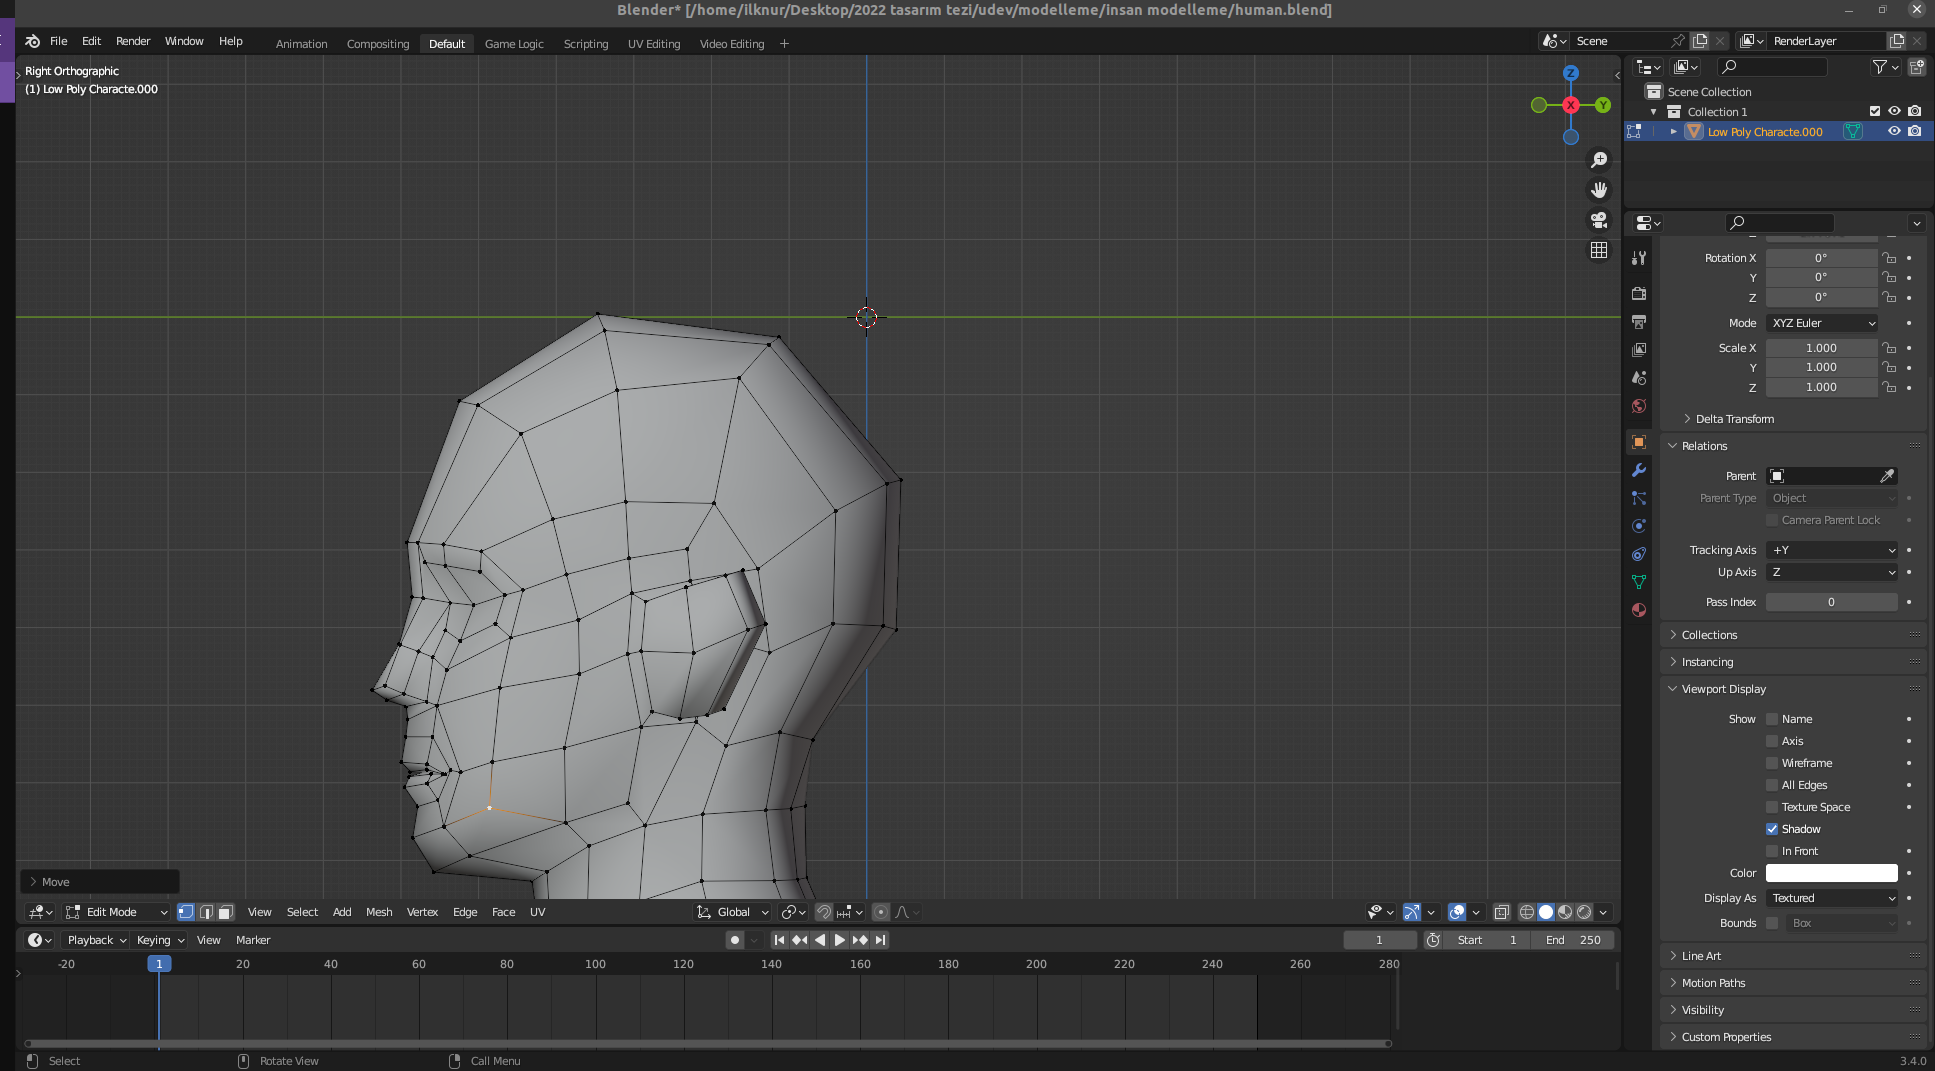 Blender* [/home/ilknur/Desktop/2022 tasarım tezi/udev/modelleme/insan modelleme/human.blend]
File Edit Render Window Help Animation Compositing Default Game Logic Scripting UV Editing Video Editing + Scene RenderLayer
Right Orthographic
(1) Low Poly Characte.000
Z
X
Y
Scene Collection
Collection 1
Low Poly Characte.000
Rotation X 0°
Y 0°
Z 0°
Mode XYZ Euler
Scale X 1.000
Y 1.000
Z 1.000
Delta Transform
Relations
Parent
Parent Type Object
Camera Parent Lock
Tracking Axis +Y
Up Axis Z
Pass Index 0
Collections
Instancing
Viewport Display
Show Name
Axis
Wireframe
All Edges
Texture Space
Shadow
In Front
Color
Display As Textured
Bounds Box
Line Art
Motion Paths
Visibility
Custom Properties
Move
Edit Mode View Select Add Mesh Vertex Edge Face UV Global
Playback Keying View Marker 1 Start 1 End 250
-20 1 20 40 60 80 100 120 140 160 180 200 220 240 260 280
Select Rotate View Call Menu 3.4.0